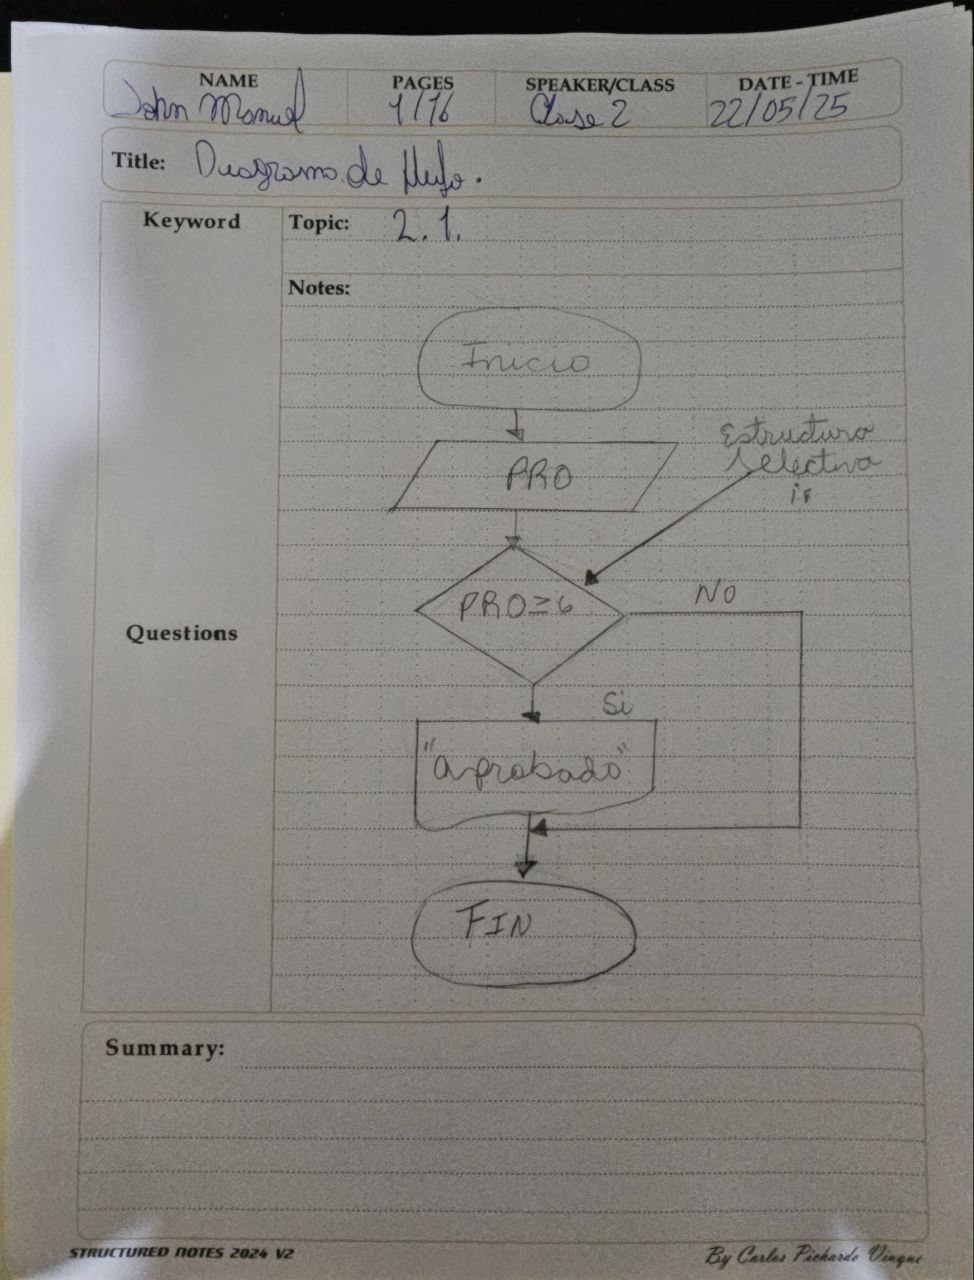 NAME PAGES SPEAKER/CLASS DATE - TIME
John Manuel 1/16 Clase 2 22/05/25
Title: Diagrama de flujo.
Keyword
Topic: 2.1.
Notes:
Inicio
Estructura
Selectiva
if
PRO
PRO≥6
NO
Questions
Si
"aprobado"
FIN
Summary:
STRUCTURED NOTES 2024 V2
By Carlos Pichardo Vinque